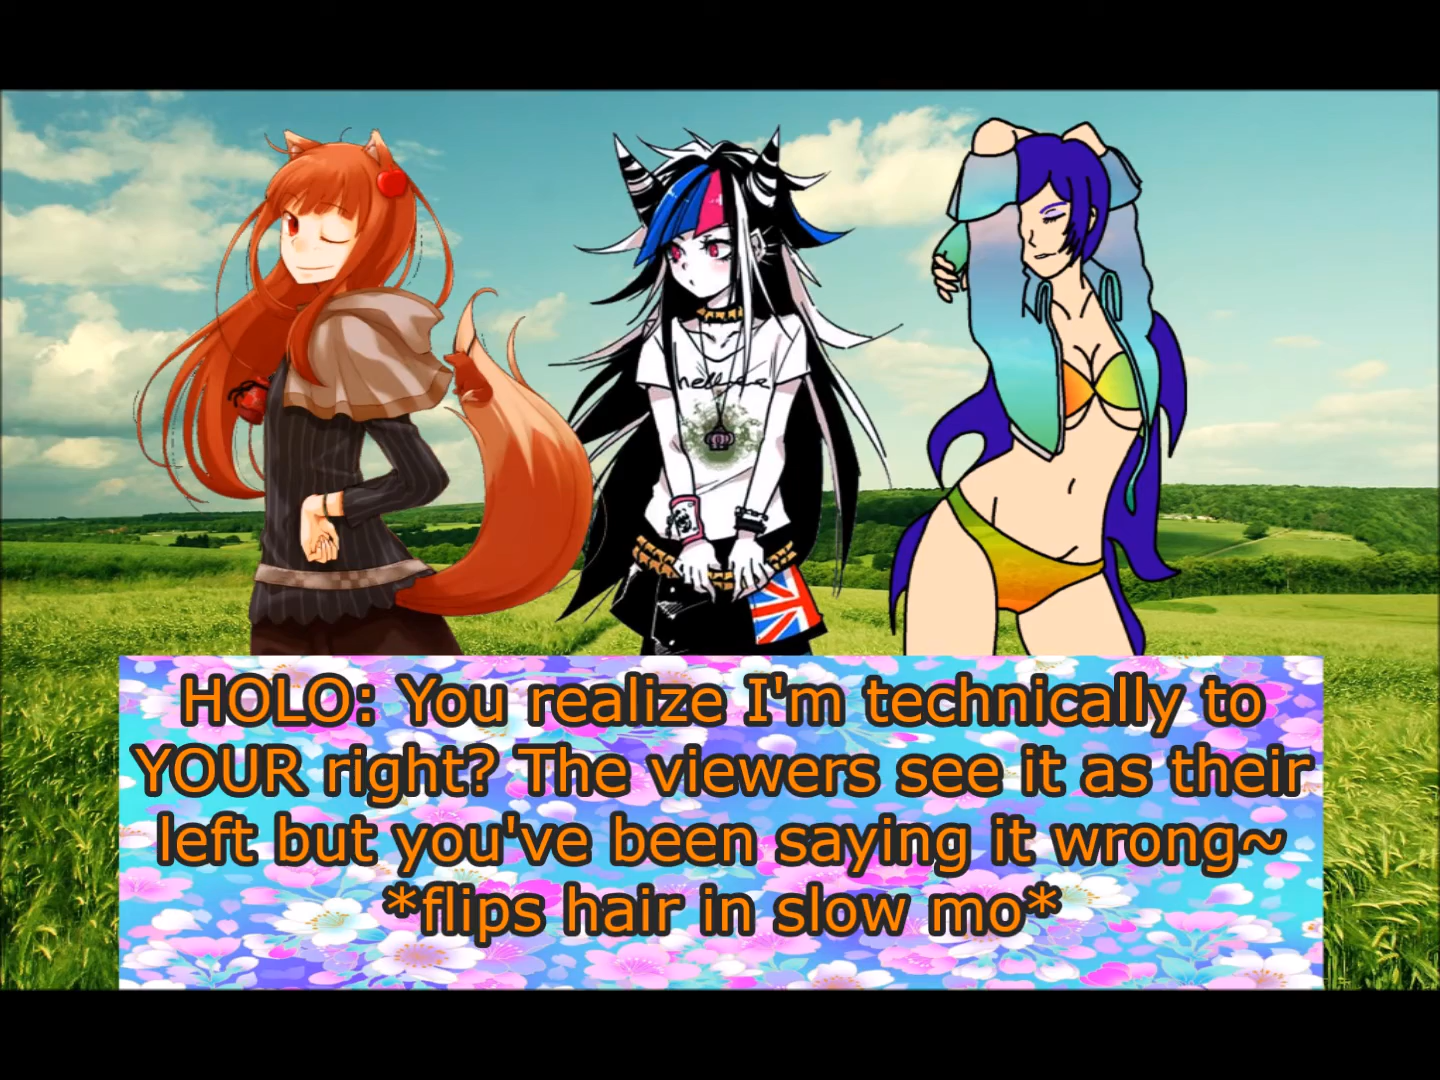 HOLO: You realize I'm technically to
YOUR right? The viewers see it as their
left but you've been saying it wrong~
*flips hair in slow mo*